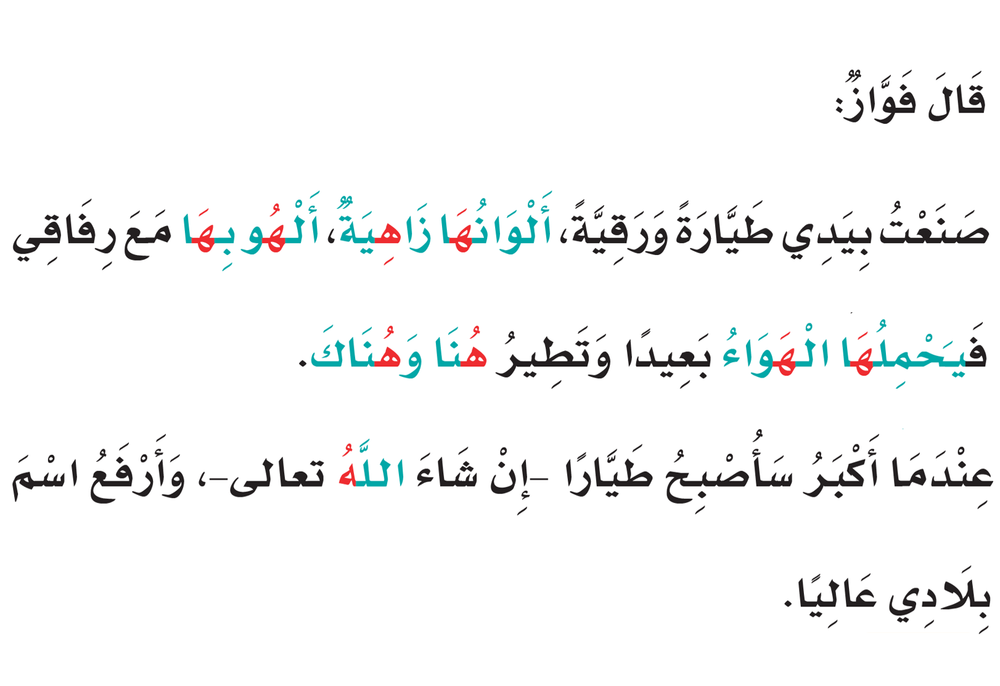 قَالَ فَوَّازٌ:
صَنَعْتُ بِيَدِي طَيَّارَةً وَرَقِيَّةً، أَلْوَانُهَا زَاهِيَةٌ، أَلْهُو بِهَا مَعَ رِفَاقِي
فَيَحْمِلُهَا الْهَوَاءُ بَعِيدًا وَتَطِيرُ هُنَا وَهُنَاكَ.
عِنْدَمَا أَكْبَرُ سَأُصْبِحُ طَيَّارًا –إِنْ شَاءَ اللَّهُ تعالى–، وَأَرْفَعُ اسْمَ
بِلَادِي عَالِيًا.